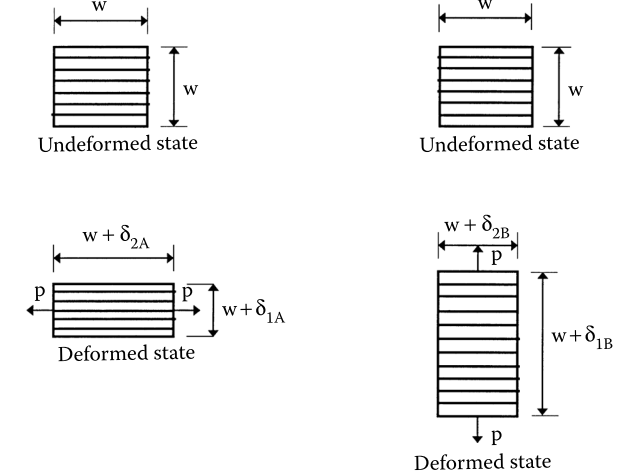 w
w
Undeformed state
w
w
Undeformed state
w + δ2A
p
p
w + δ1A
Deformed state
w + δ2B
p
w + δ1B
p
Deformed state